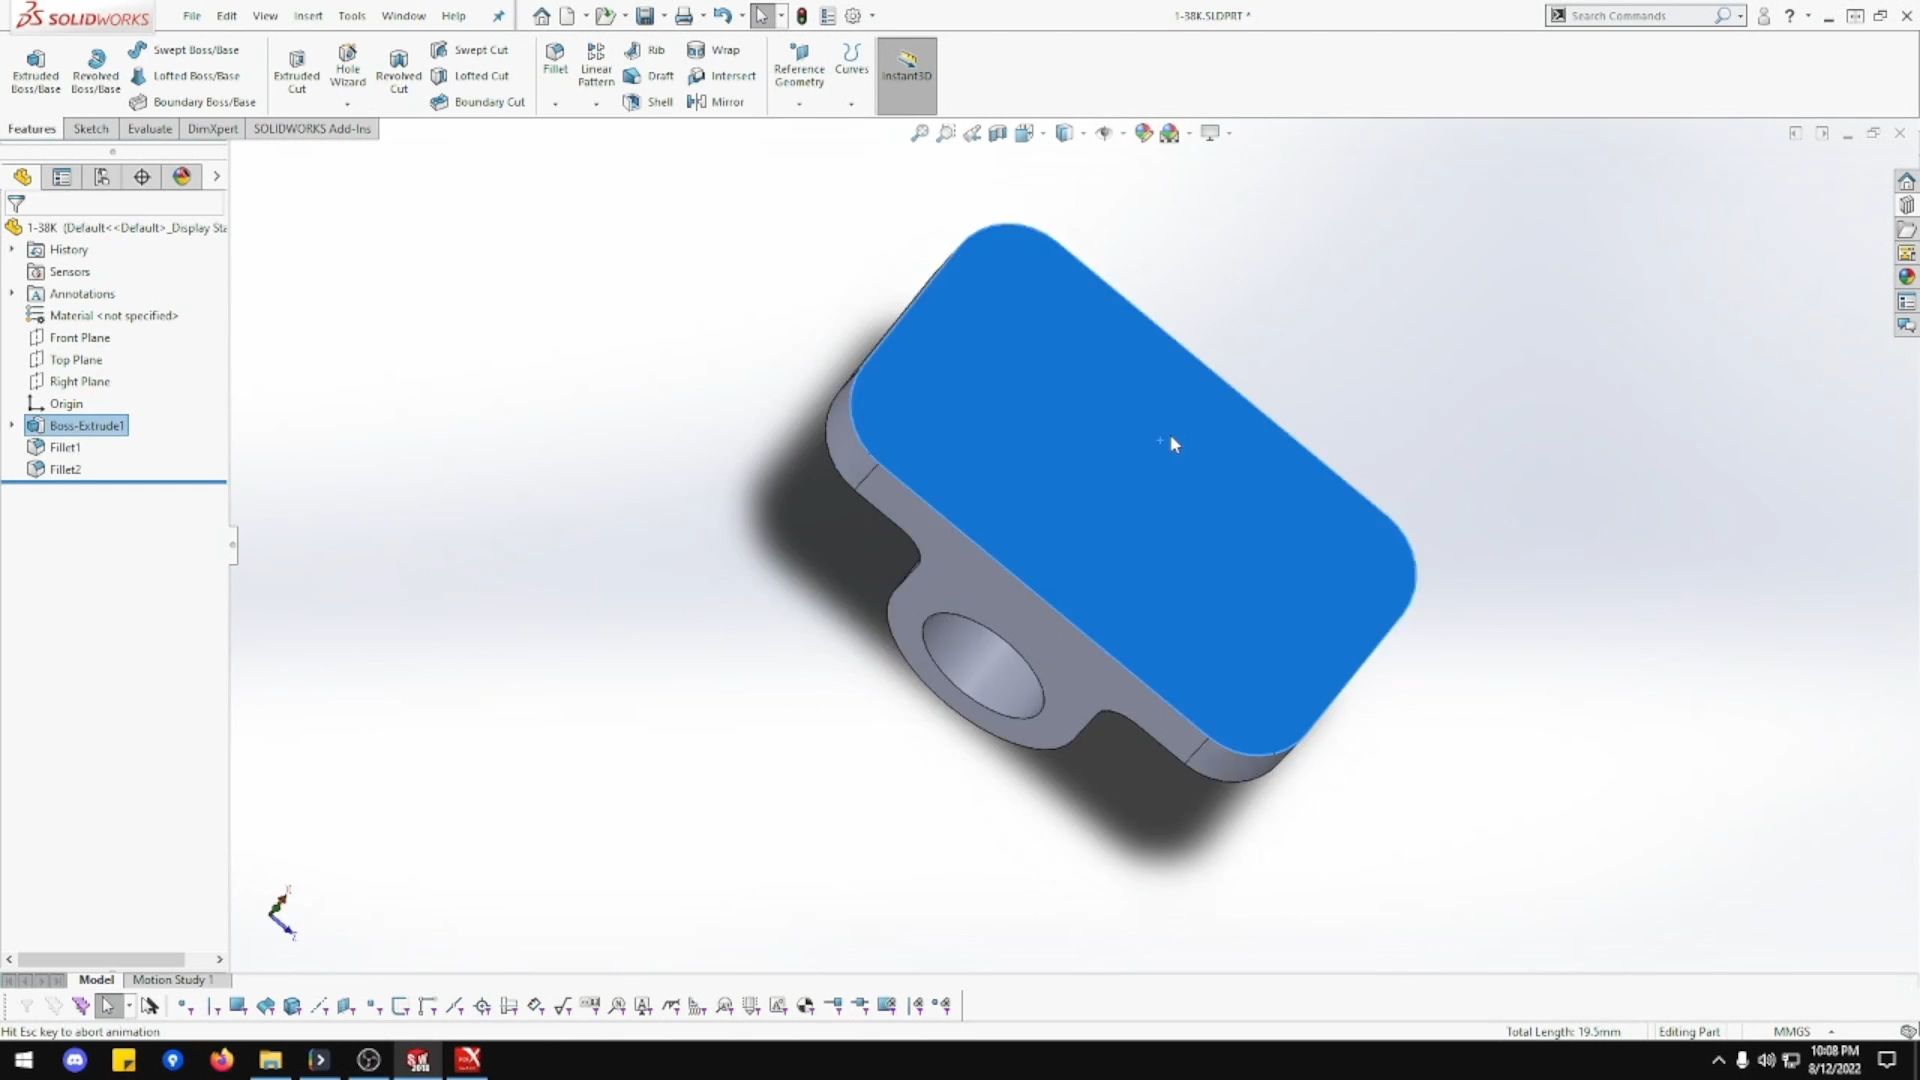 SOLIDWORKS
File Edit View Insert Tools Window Help
1-38K.SLDPRT *
Search Commands
Extruded Boss/Base
Revolved Boss/Base
Swept Boss/Base
Lofted Boss/Base
Boundary Boss/Base
Extruded Cut
Hole Wizard
Revolved Cut
Swept Cut
Lofted Cut
Boundary Cut
Fillet
Linear Pattern
Rib
Draft
Shell
Wrap
Intersect
Mirror
Reference Geometry
Curves
Instant3D
Features Sketch Evaluate DimXpert SOLIDWORKS Add-Ins
1-38K (Default<<Default>_Display Sta
History
Sensors
Annotations
Material <not specified>
Front Plane
Top Plane
Right Plane
Origin
Boss-Extrude1
Fillet1
Fillet2
Model Motion Study 1
Hit Esc key to abort animation
Total Length: 19.5mm
Editing Part
MMGS
10:08 PM
8/12/2022